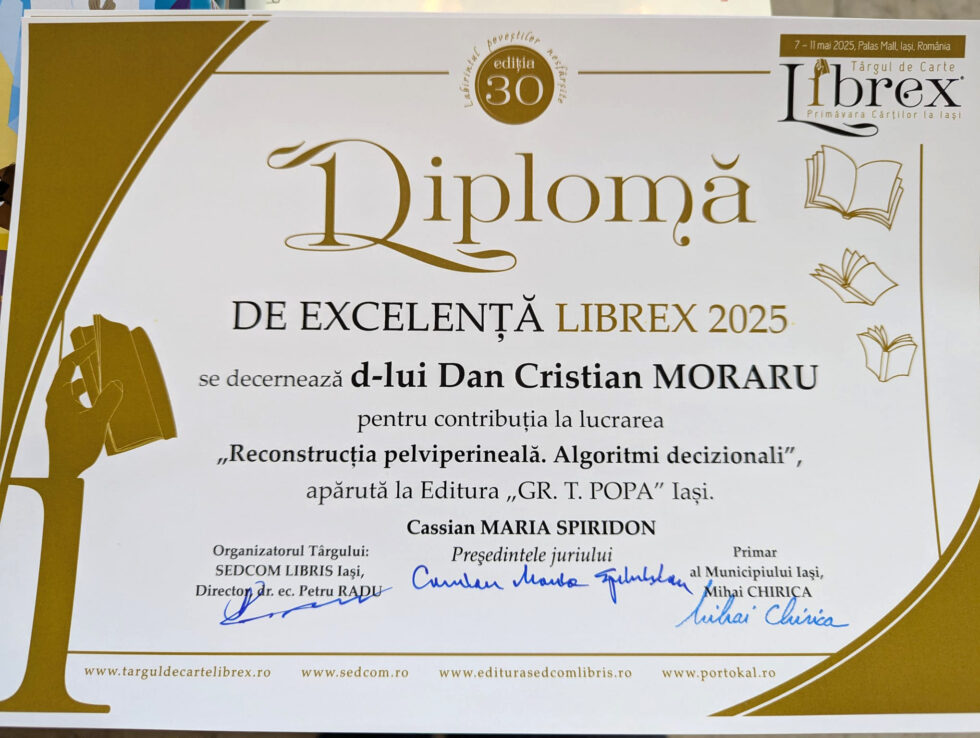 Labirintul poveștilor nesfârșite
ediția
30
7 – 11 mai 2025, Palas Mall, Iași, România
Târgul de Carte
Librex
Primăvara Cărților la Iași
Diplomă
DE EXCELENȚĂ LIBREX 2025
se decernează d-lui Dan Cristian MORARU
pentru contribuția la lucrarea
„Reconstrucția pelviperineală. Algoritmi decizionali”,
apărută la Editura „GR. T. POPA” Iași.
Cassian MARIA SPIRIDON
Președintele juriului
Organizatorul Târgului:
SEDCOM LIBRIS Iași,
Director, dr. ec. Petru RADU
Primar
al Municipiului Iași,
Mihai CHIRICA
Mihai Chirica
www.targuldecartelibrex.ro www.sedcom.ro www.editurasedcomlibris.ro www.portokal.ro